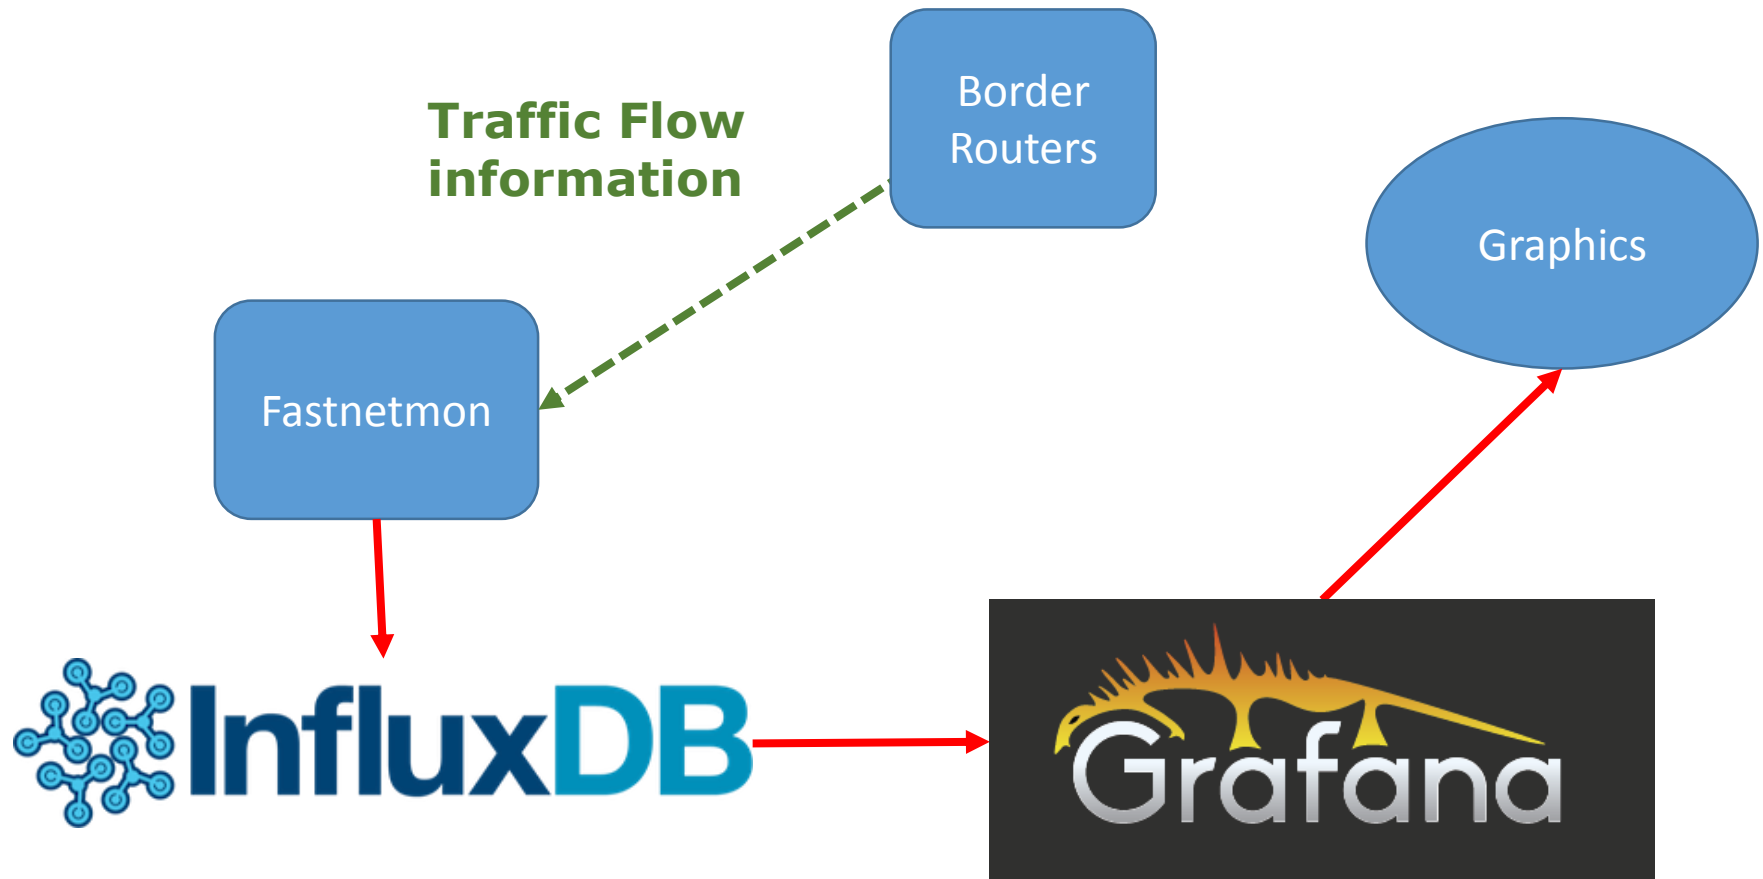 Border
Routers
Traffic Flow
information
Graphics
Fastnetmon
InfluxDB
Grafana